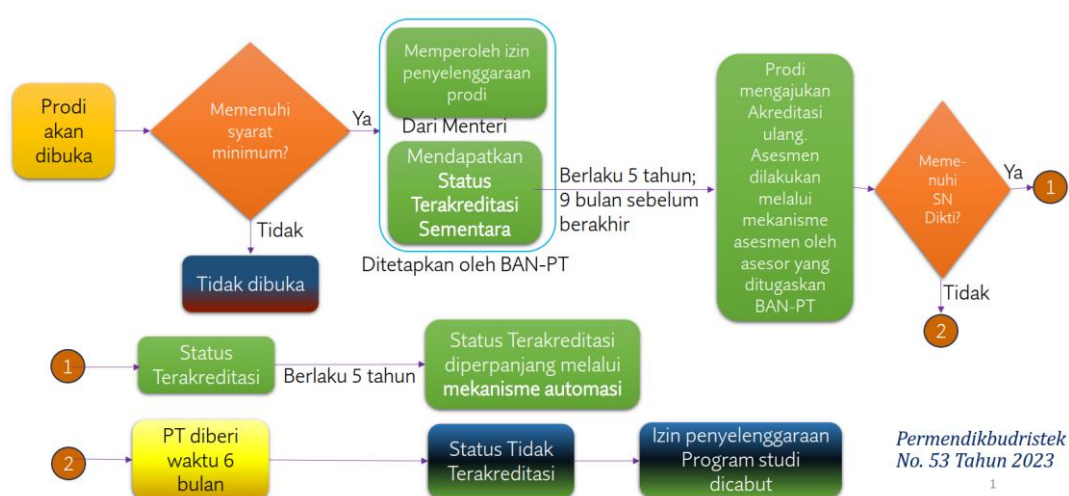 Prodi
akan
dibuka
Memenuhi
syarat
minimum?
Ya
Tidak
Tidak dibuka
Memperoleh izin
penyelenggaraan
prodi
Dari Menteri
Mendapatkan
Status
Terakreditasi
Sementara
Ditetapkan oleh BAN-PT
Berlaku 5 tahun;
9 bulan sebelum
berakhir
Prodi
mengajukan
Akreditasi
ulang.
Asesmen
dilakukan
melalui
mekanisme
asesmen oleh
asesor yang
ditugaskan
BAN-PT
Meme-
nuhi
SN
Dikti?
Ya
1
Tidak
2
1
Status
Terakreditasi
Berlaku 5 tahun
Status Terakreditasi
diperpanjang melalui
mekanisme automasi
2
PT diberi
waktu 6
bulan
Status Tidak
Terakreditasi
Izin penyelenggaraan
Program studi
dicabut
Permendikbudristek
No. 53 Tahun 2023
1